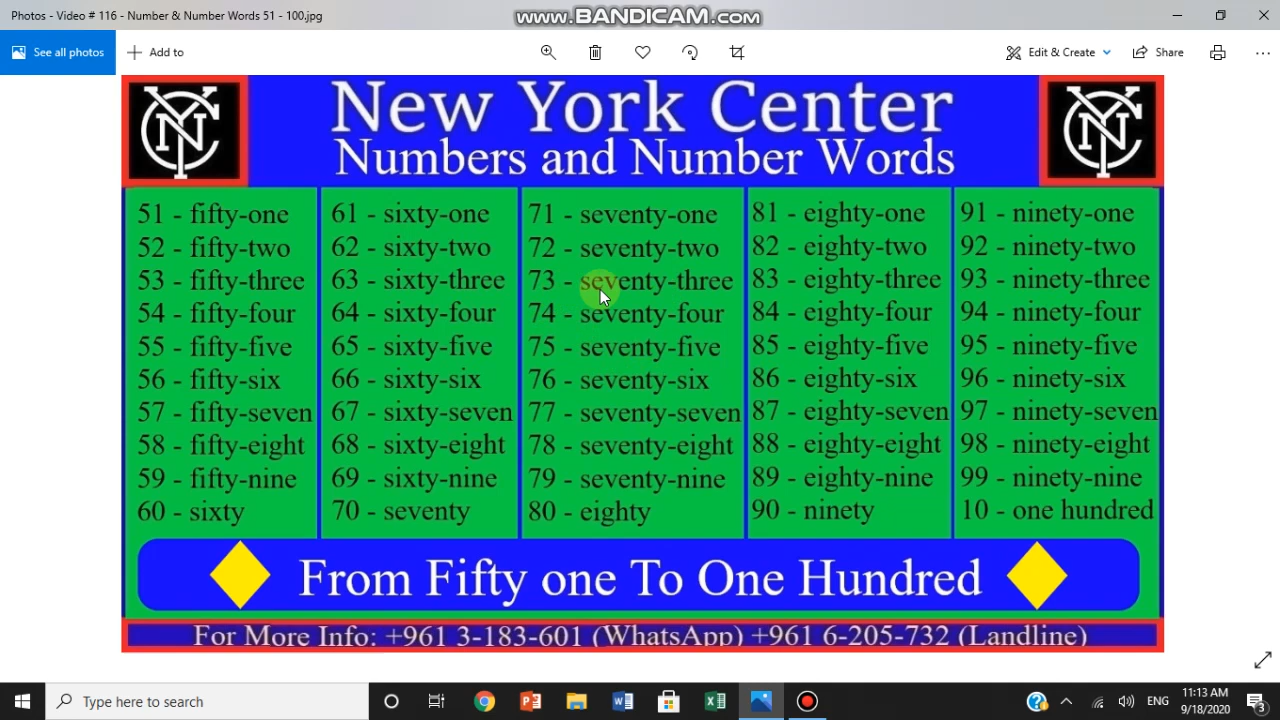 Photos - Video # 116 - Number & Number Words 51 - 100.jpg
www.BANDICAM.com
See all photos
Add to
Edit & Create
Share
New York Center
Numbers and Number Words
51 - fifty-one
52 - fifty-two
53 - fifty-three
54 - fifty-four
55 - fifty-five
56 - fifty-six
57 - fifty-seven
58 - fifty-eight
59 - fifty-nine
60 - sixty
61 - sixty-one
62 - sixty-two
63 - sixty-three
64 - sixty-four
65 - sixty-five
66 - sixty-six
67 - sixty-seven
68 - sixty-eight
69 - sixty-nine
70 - seventy
71 - seventy-one
72 - seventy-two
73 - seventy-three
74 - seventy-four
75 - seventy-five
76 - seventy-six
77 - seventy-seven
78 - seventy-eight
79 - seventy-nine
80 - eighty
81 - eighty-one
82 - eighty-two
83 - eighty-three
84 - eighty-four
85 - eighty-five
86 - eighty-six
87 - eighty-seven
88 - eighty-eight
89 - eighty-nine
90 - ninety
91 - ninety-one
92 - ninety-two
93 - ninety-three
94 - ninety-four
95 - ninety-five
96 - ninety-six
97 - ninety-seven
98 - ninety-eight
99 - ninety-nine
10 - one hundred
From Fifty one To One Hundred
For More Info: +961 3-183-601 (WhatsApp) +961 6-205-732 (Landline)
Type here to search
ENG
11:13 AM
9/18/2020
3